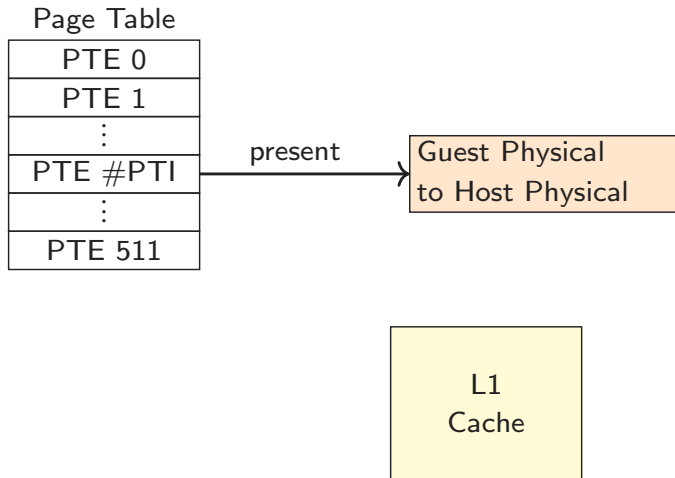 Page Table
PTE 0
PTE 1
⋮
PTE #PTI
⋮
PTE 511
present
Guest Physical
to Host Physical
L1
Cache